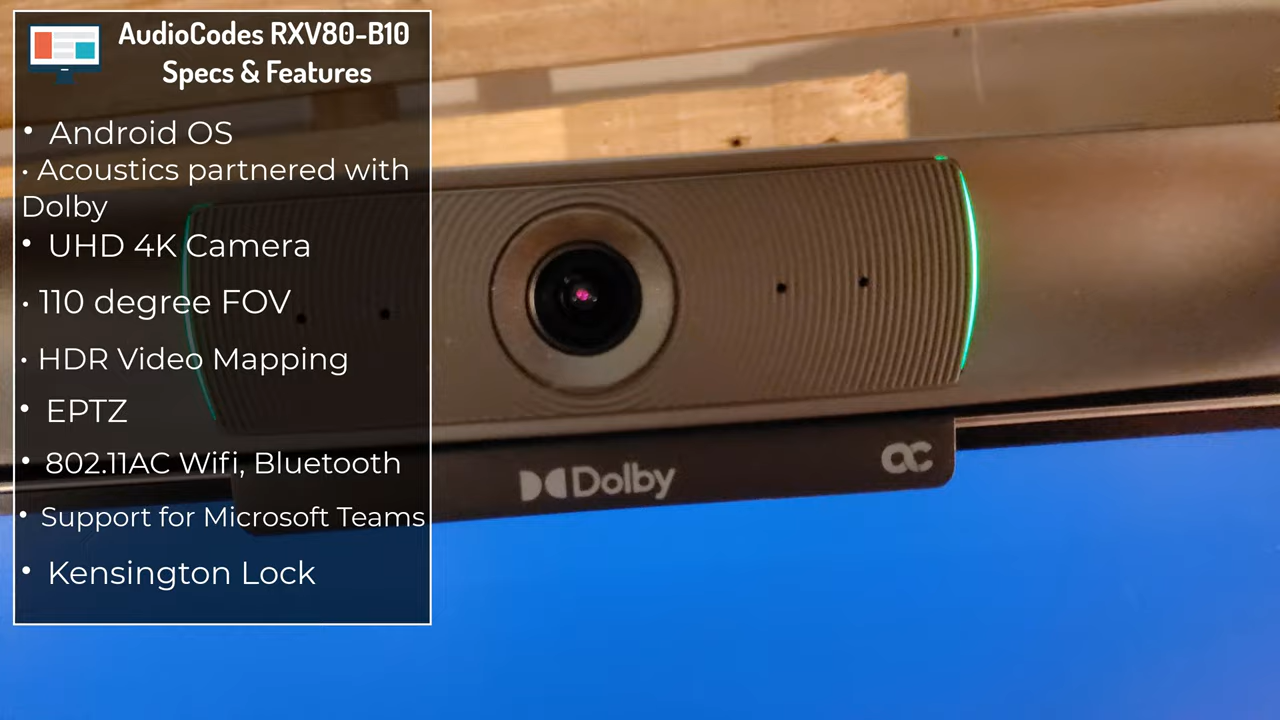 AudioCodes RXV80-B10
Specs & Features
• Android OS
• Acoustics partnered with
Dolby
• UHD 4K Camera
• 110 degree FOV
• HDR Video Mapping
• EPTZ
• 802.11AC Wifi, Bluetooth
• Support for Microsoft Teams
• Kensington Lock
Dolby
ac